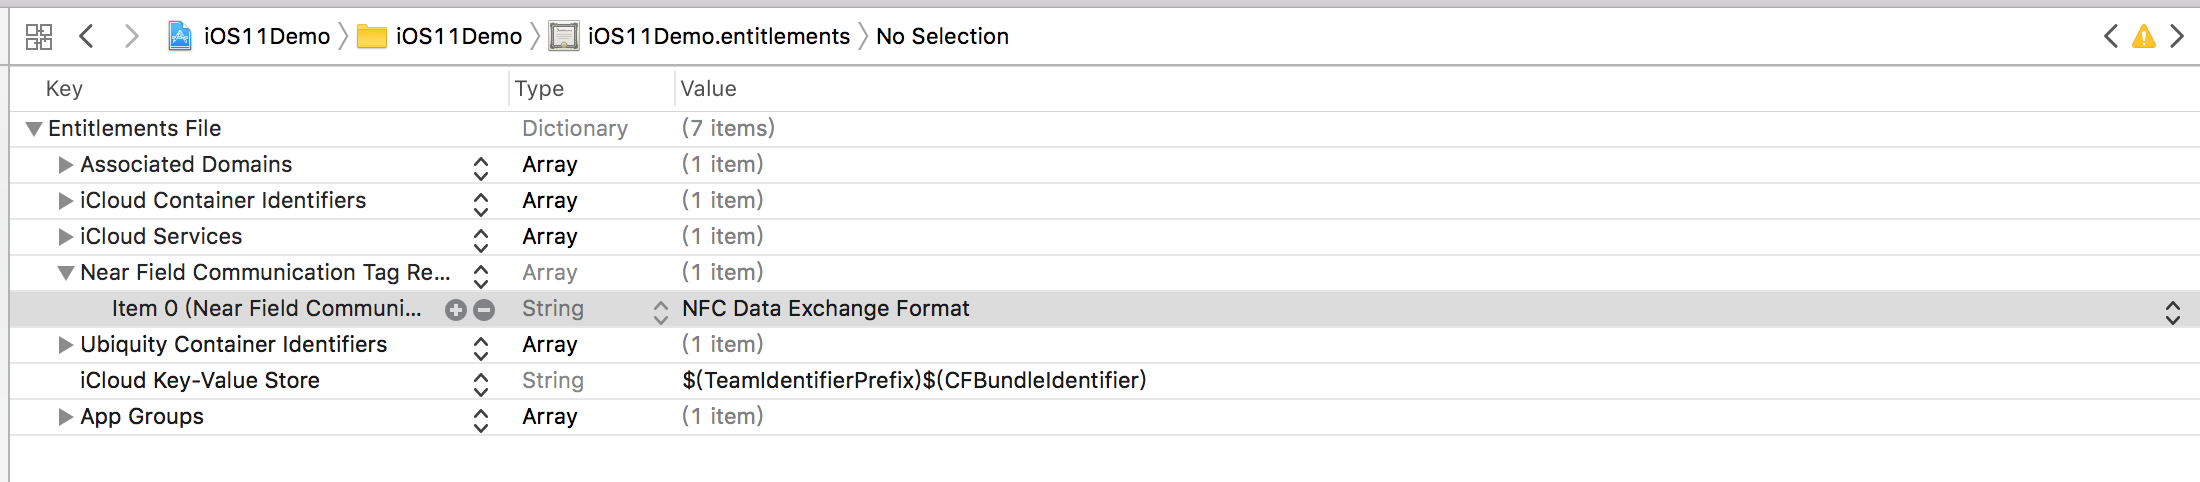 iOS11Demo iOS11Demo iOS11Demo.entitlements No Selection
Key Type Value
Entitlements File Dictionary (7 items)
Associated Domains Array (1 item)
iCloud Container Identifiers Array (1 item)
iCloud Services Array (1 item)
Near Field Communication Tag Re... Array (1 item)
Item 0 (Near Field Communi... String NFC Data Exchange Format
Ubiquity Container Identifiers Array (1 item)
iCloud Key-Value Store String $(TeamIdentifierPrefix)$(CFBundleIdentifier)
App Groups Array (1 item)